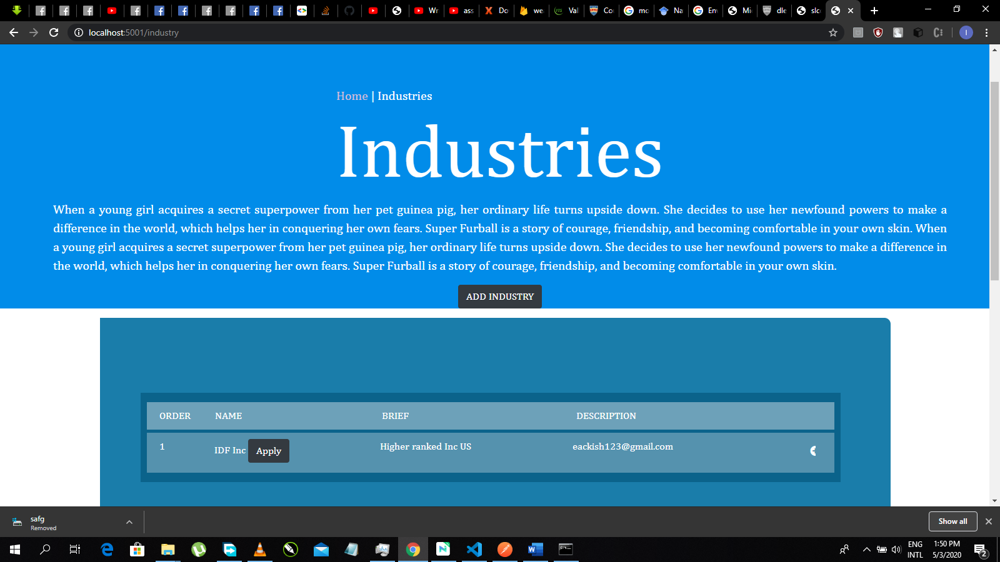 Wr
ass
Do
we
Val
Co
mc
Na
En
Mi
dle
slc
localhost:5001/industry
I
Home | Industries
Industries
When a young girl acquires a secret superpower from her pet guinea pig, her ordinary life turns upside down. She decides to use her newfound powers to make a
difference in the world, which helps her in conquering her own fears. Super Furball is a story of courage, friendship, and becoming comfortable in your own skin. When
a young girl acquires a secret superpower from her pet guinea pig, her ordinary life turns upside down. She decides to use her newfound powers to make a difference in
the world, which helps her in conquering her own fears. Super Furball is a story of courage, friendship, and becoming comfortable in your own skin.
ADD INDUSTRY
ORDER NAME BRIEF DESCRIPTION
1 IDF Inc Apply Higher ranked Inc US eackish123@gmail.com
safg
Removed
Show all
ENG
INTL
1:50 PM
5/3/2020
2